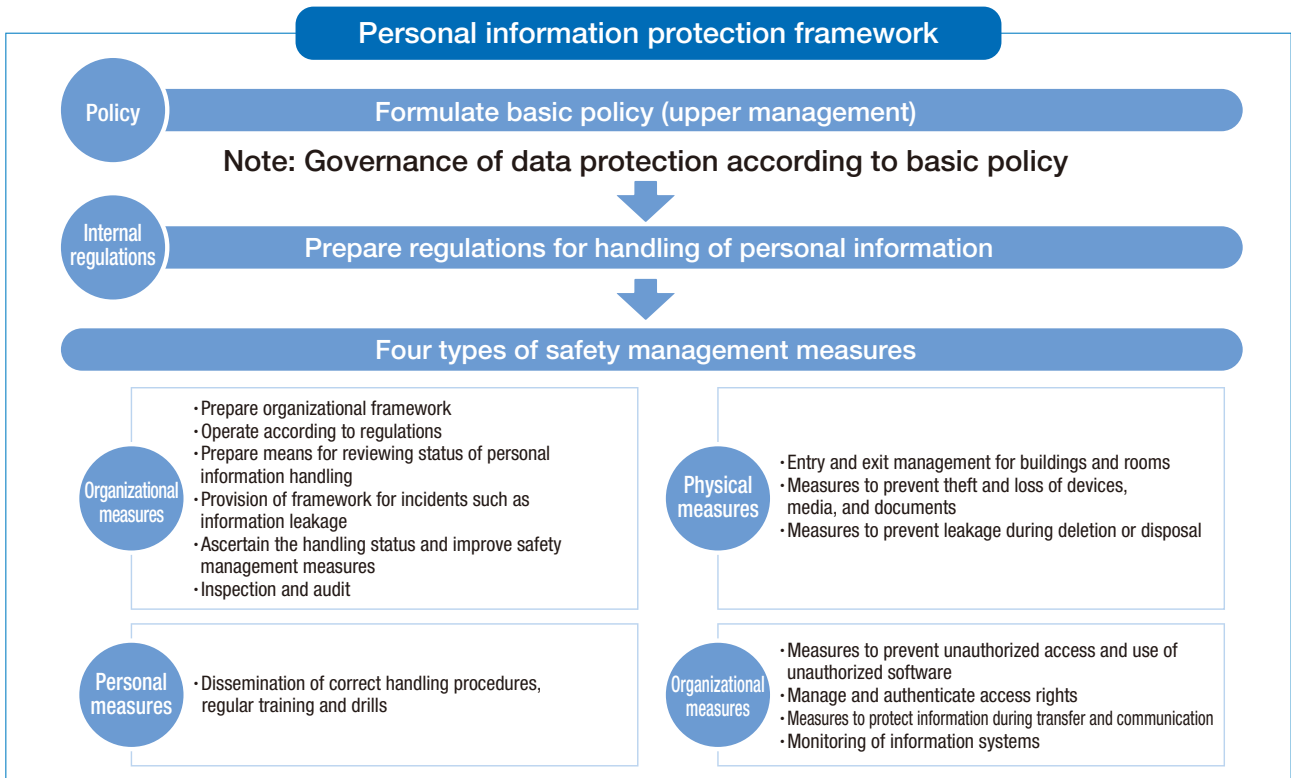 Personal information protection framework
Policy
Formulate basic policy (upper management)
Note: Governance of data protection according to basic policy
Internal
regulations
Prepare regulations for handling of personal information
Four types of safety management measures
Organizational
measures
・Prepare organizational framework
・Operate according to regulations
・Prepare means for reviewing status of personal
information handling
・Provision of framework for incidents such as
information leakage
・Ascertain the handling status and improve safety
management measures
・Inspection and audit
Physical
measures
・Entry and exit management for buildings and rooms
・Measures to prevent theft and loss of devices,
media, and documents
・Measures to prevent leakage during deletion or disposal
Personal
measures
・Dissemination of correct handling procedures,
regular training and drills
Organizational
measures
・Measures to prevent unauthorized access and use of
unauthorized software
・Manage and authenticate access rights
・Measures to protect information during transfer and communication
・Monitoring of information systems